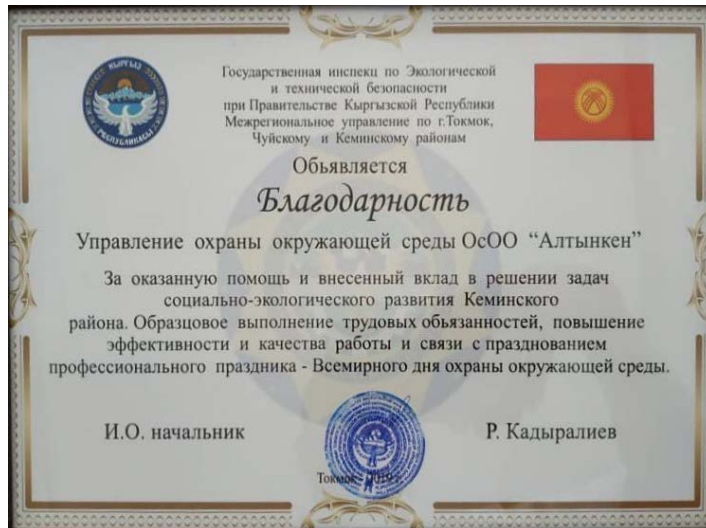 КЫРГЫЗ
РЕСПУБЛИКАСЫ
Государственная инспекц по Экологической
и технической безопасности
при Правительстве Кыргызской Республики
Межрегиональное управление по г.Токмок,
Чуйскому и Кеминскому районам
Обьявляется
Благодарность
Управление охраны окружающей среды ОсОО “Алтынкен”
За оказанную помощь и внесенный вклад в решении задач
социально-экологического развития Кеминского
района. Образцовое выполнение трудовых обьязанностей, повышение
эффективности и качества работы и связи с празднованием
профессионального праздника - Всемирного дня охраны окружающей среды.
И.О. начальник
Р. Кадыралиев
Токмок